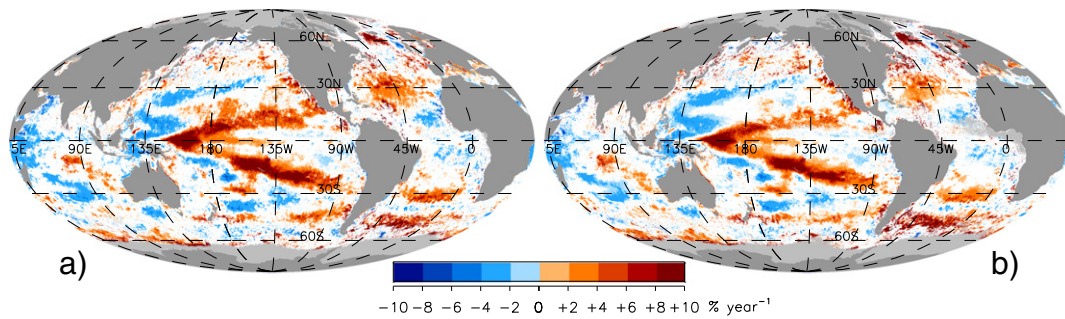 60N 60N
30N 30N
5E 90E 135E 180 135W 90W 45W 0 5E 90E 135E 180 135W 90W 45W 0
30S 30S
60S 60S
a) b)
-10 -8 -6 -4 -2 0 +2 +4 +6 +8 +10 % year⁻¹